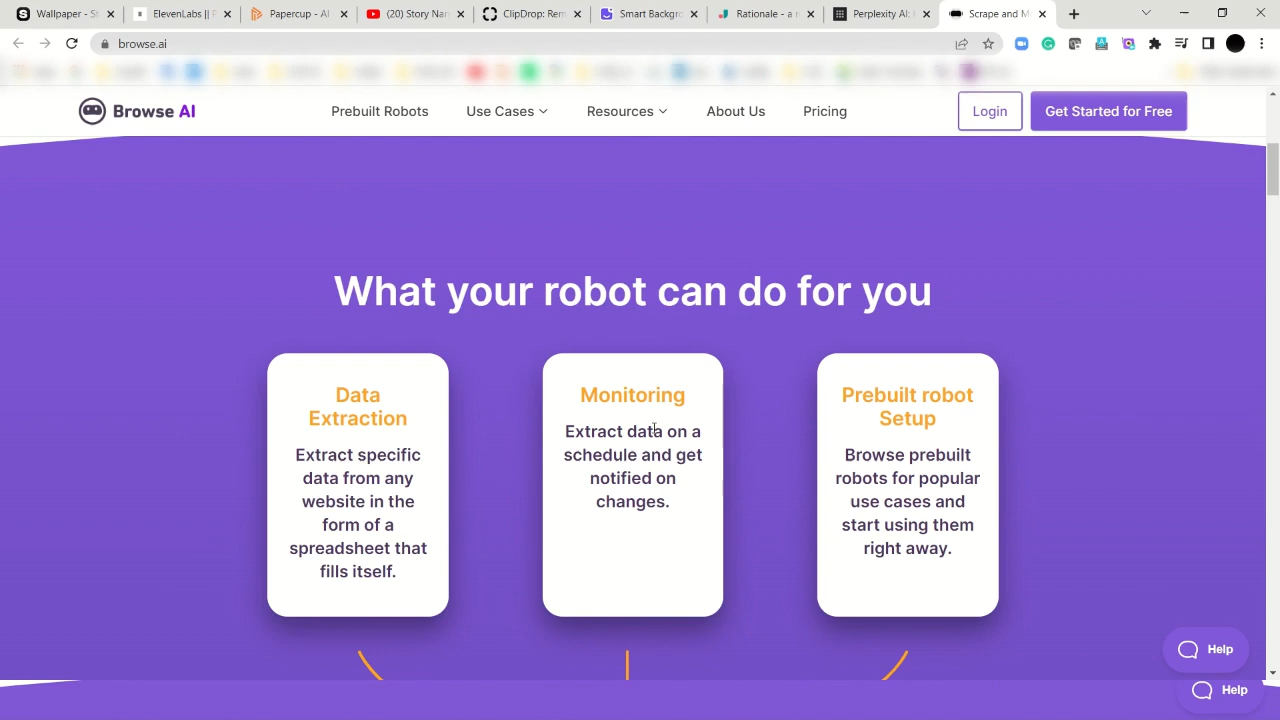 Wallpaper - S
ElevenLabs || P
Papercup - AI
(20) Story Nar
ClipDrop: Rem
Smart Backgro
Rationale - a n
Perplexity AI:
Scrape and M
browse.ai
Browse AI
Prebuilt Robots
Use Cases
Resources
About Us
Pricing
Login
Get Started for Free
What your robot can do for you
Data
Extraction
Extract specific
data from any
website in the
form of a
spreadsheet that
fills itself.
Monitoring
Extract data on a
schedule and get
notified on
changes.
Prebuilt robot
Setup
Browse prebuilt
robots for popular
use cases and
start using them
right away.
Help
Help